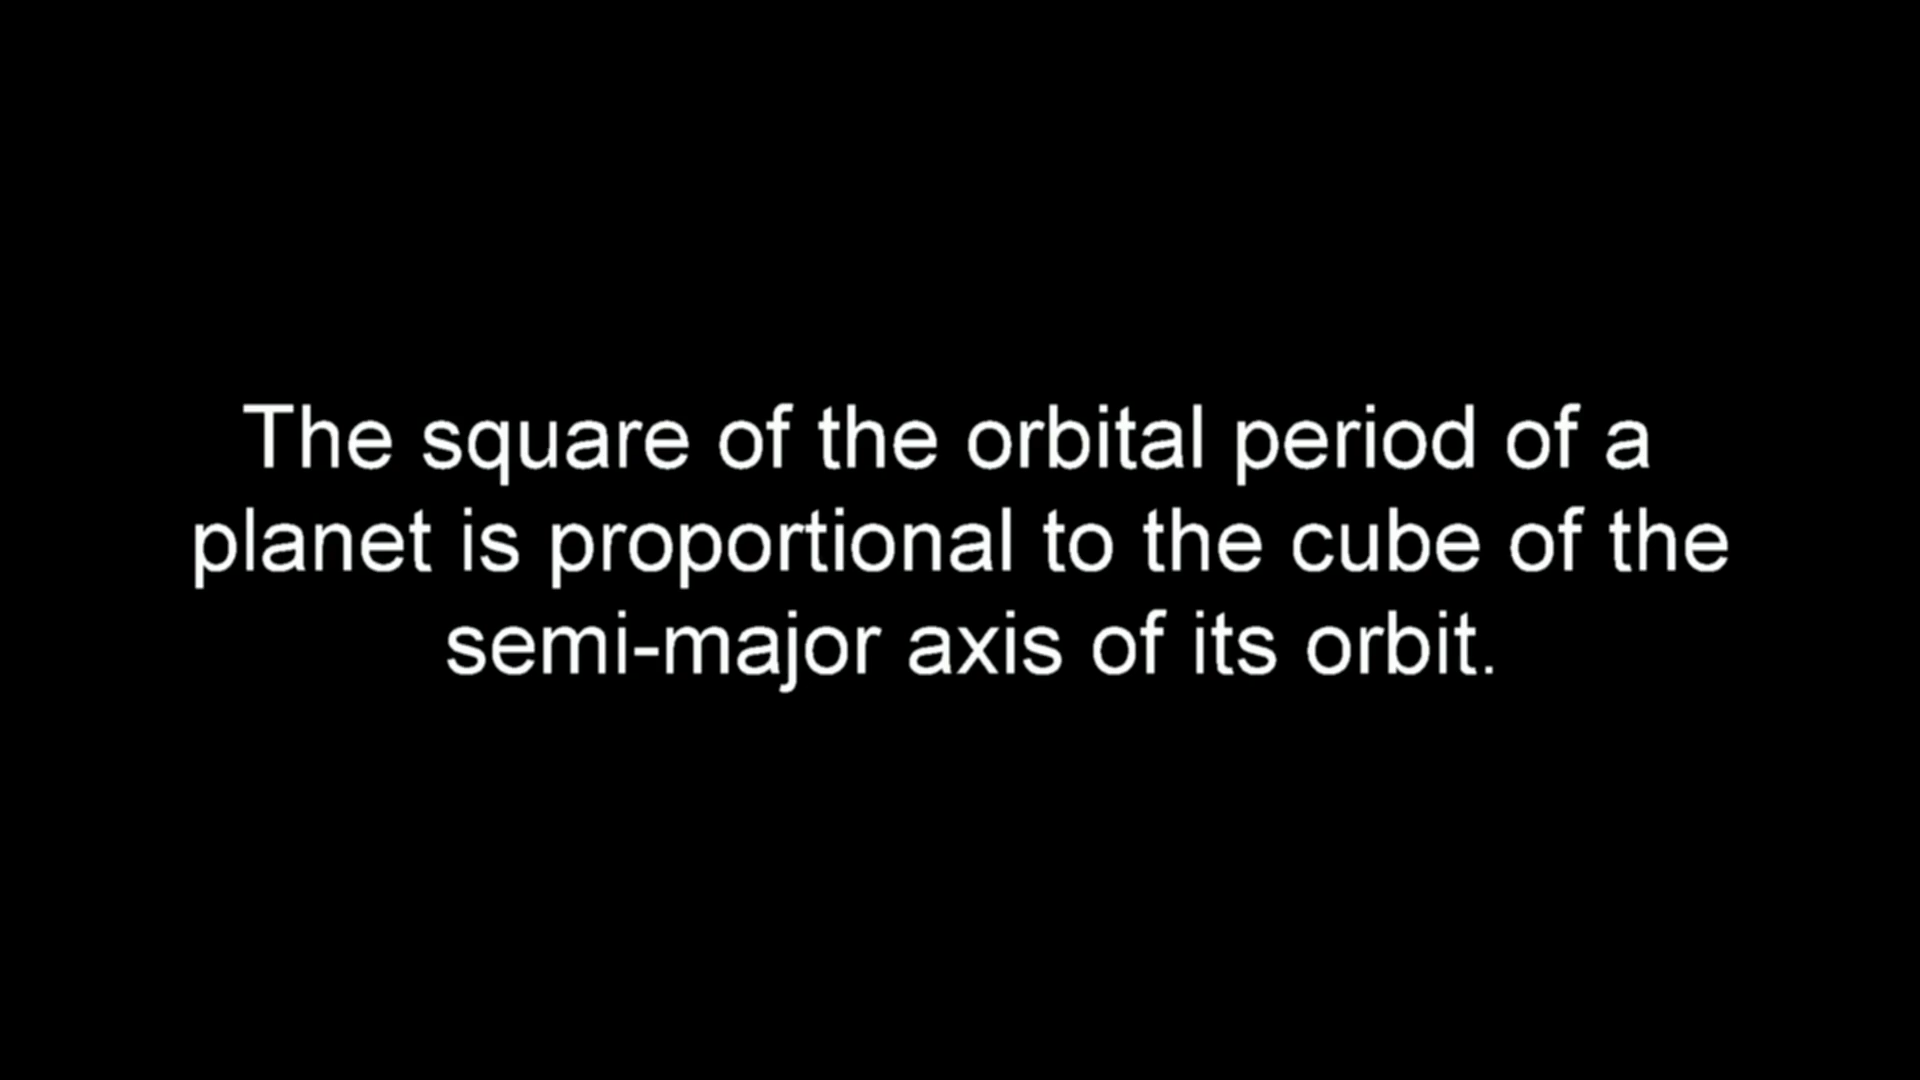 The square of the orbital period of a
planet is proportional to the cube of the
semi-major axis of its orbit.